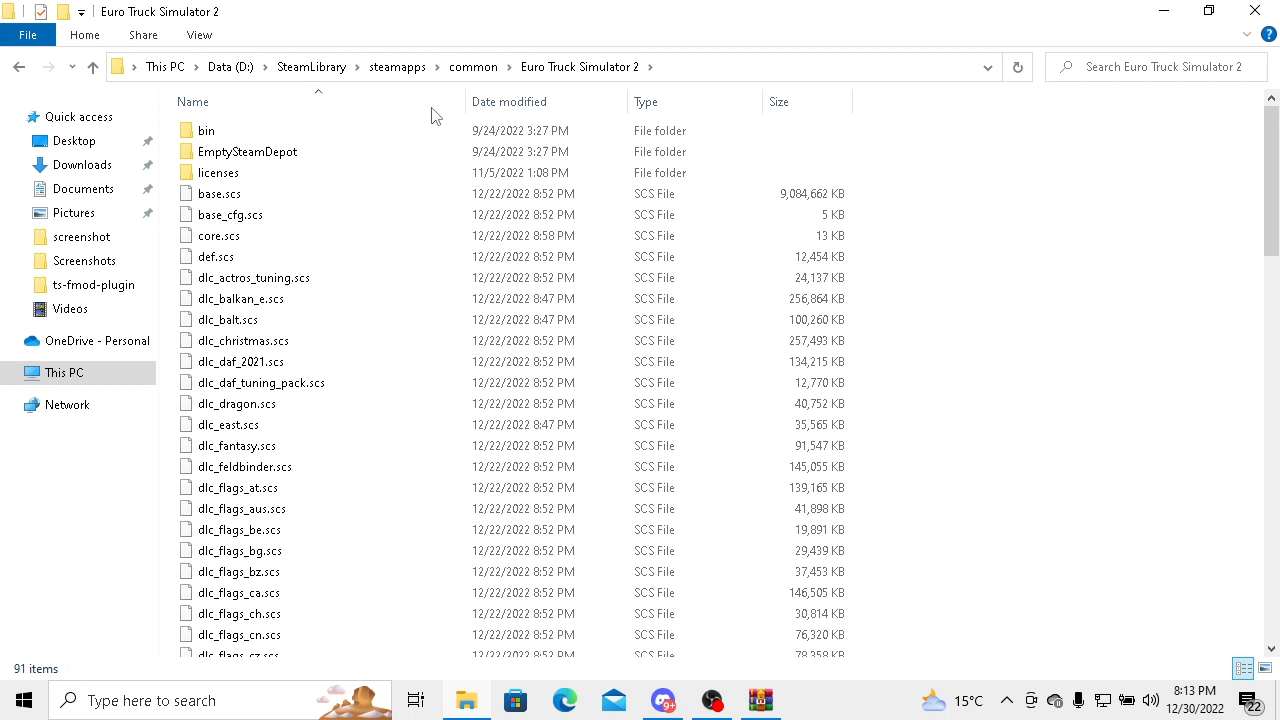 Euro Truck Simulator 2
File Home Share View
This PC Data (D:) SteamLibrary steamapps common Euro Truck Simulator 2 Search Euro Truck Simulator 2
Name Date modified Type Size
Quick access
Desktop
Downloads
Documents
Pictures
screenshot
Screenshots
ts-fmod-plugin
Videos
OneDrive - Personal
This PC
Network
bin 9/24/2022 3:27 PM File folder
EmptySteamDepot 9/24/2022 3:27 PM File folder
licenses 11/5/2022 1:08 PM File folder
base.scs 12/22/2022 8:52 PM SCS File 9,084,662 KB
base_cfg.scs 12/22/2022 8:52 PM SCS File 5 KB
core.scs 12/22/2022 8:58 PM SCS File 13 KB
def.scs 12/22/2022 8:52 PM SCS File 12,454 KB
dlc_actros_tuning.scs 12/22/2022 8:52 PM SCS File 24,137 KB
dlc_balkan_e.scs 12/22/2022 8:47 PM SCS File 256,864 KB
dlc_balt.scs 12/22/2022 8:47 PM SCS File 100,260 KB
dlc_christmas.scs 12/22/2022 8:52 PM SCS File 257,493 KB
dlc_daf_2021.scs 12/22/2022 8:52 PM SCS File 134,215 KB
dlc_daf_tuning_pack.scs 12/22/2022 8:52 PM SCS File 12,770 KB
dlc_dragon.scs 12/22/2022 8:52 PM SCS File 40,752 KB
dlc_east.scs 12/22/2022 8:47 PM SCS File 35,565 KB
dlc_fantasy.scs 12/22/2022 8:52 PM SCS File 91,547 KB
dlc_feldbinder.scs 12/22/2022 8:52 PM SCS File 145,055 KB
dlc_flags_at.scs 12/22/2022 8:52 PM SCS File 139,165 KB
dlc_flags_aus.scs 12/22/2022 8:52 PM SCS File 41,898 KB
dlc_flags_be.scs 12/22/2022 8:52 PM SCS File 19,891 KB
dlc_flags_bg.scs 12/22/2022 8:52 PM SCS File 29,439 KB
dlc_flags_bz.scs 12/22/2022 8:52 PM SCS File 37,453 KB
dlc_flags_ca.scs 12/22/2022 8:52 PM SCS File 146,505 KB
dlc_flags_ch.scs 12/22/2022 8:52 PM SCS File 30,814 KB
dlc_flags_cn.scs 12/22/2022 8:52 PM SCS File 76,320 KB
dlc_flags_cz.scs 12/22/2022 8:52 PM SCS File 78,358 KB
91 items
Type here to search
9+
15°C
8:13 PM
12/30/2022
22